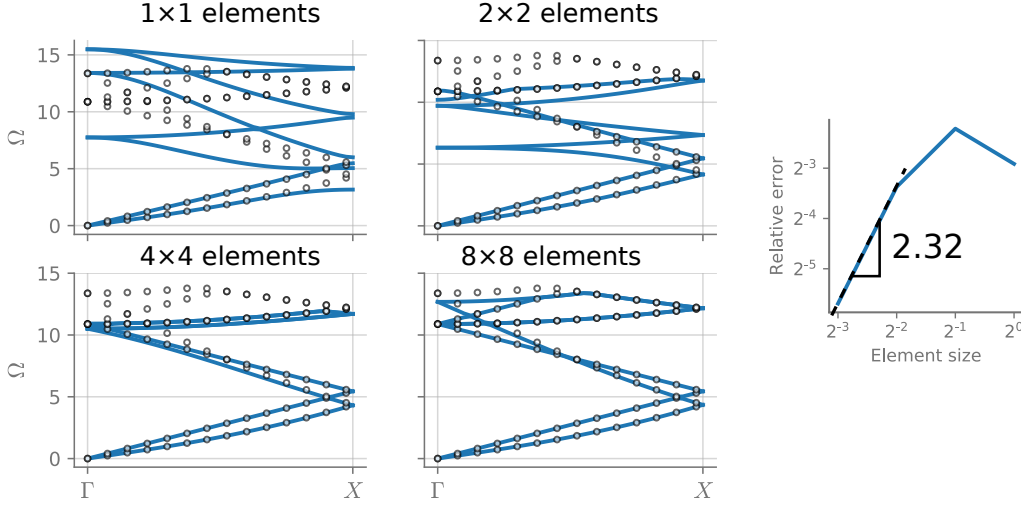 1×1 elements
2×2 elements
15
10
5
0
Ω
4×4 elements
8×8 elements
15
10
5
0
Ω
Γ
X
Γ
X
Relative error
2⁻³
2⁻⁴
2⁻⁵
2.32
2⁻³
2⁻²
2⁻¹
2⁰
Element size